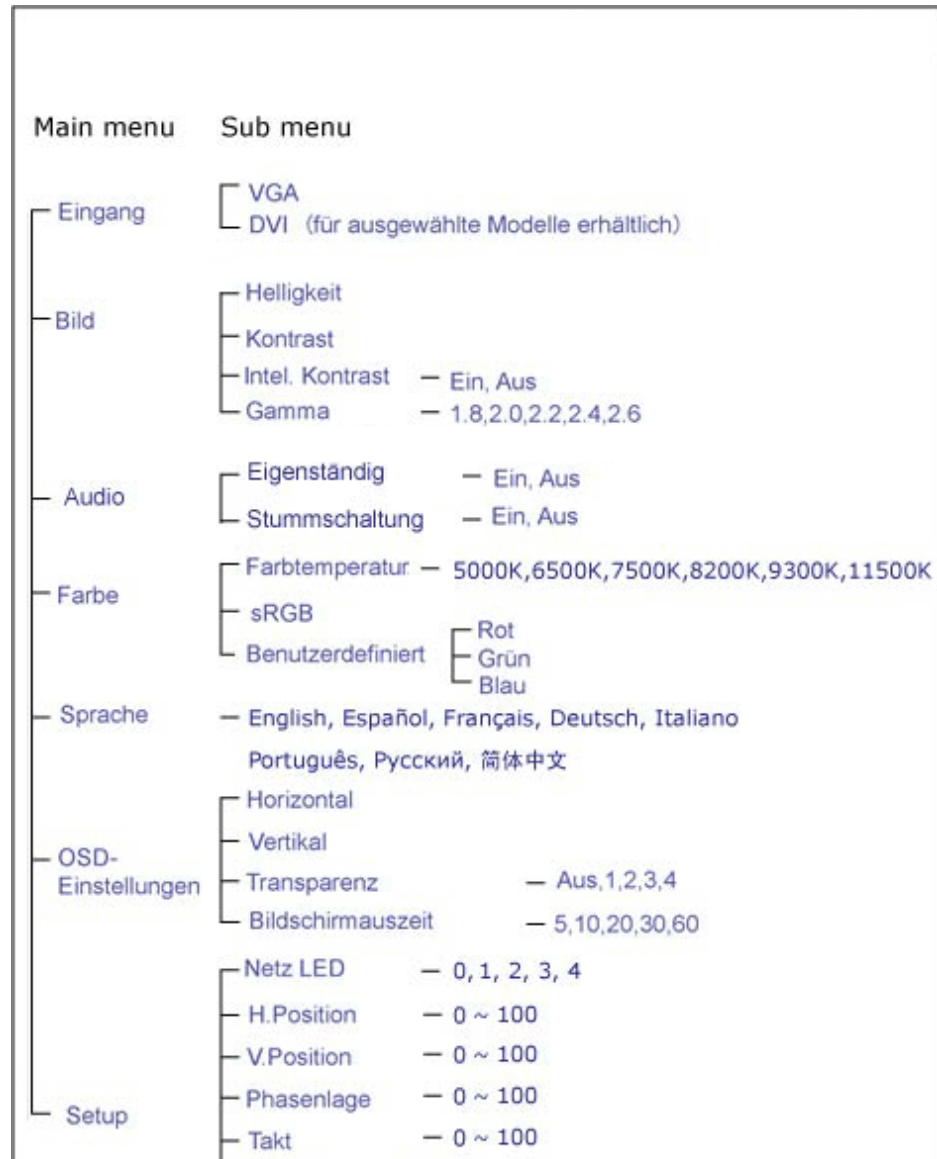 Main menu Sub menu
VGA
Eingang
DVI (für ausgewählte Modelle erhältlich)
Helligkeit
Bild
Kontrast
Intel. Kontrast – Ein, Aus
Gamma – 1.8,2.0,2.2,2.4,2.6
Eigenständig – Ein, Aus
Audio
Stummschaltung – Ein, Aus
Farbtemperatur – 5000K,6500K,7500K,8200K,9300K,11500K
Farbe
sRGB
Rot
Benutzerdefiniert
Grün
Blau
Sprache – English, Español, Français, Deutsch, Italiano
Português, Русский, 简体中文
Horizontal
Vertikal
OSD-
Einstellungen
Transparenz – Aus,1,2,3,4
Bildschirmauszeit – 5,10,20,30,60
Netz LED – 0, 1, 2, 3, 4
H.Position – 0 ~ 100
V.Position – 0 ~ 100
Phasenlage – 0 ~ 100
Setup
Takt – 0 ~ 100